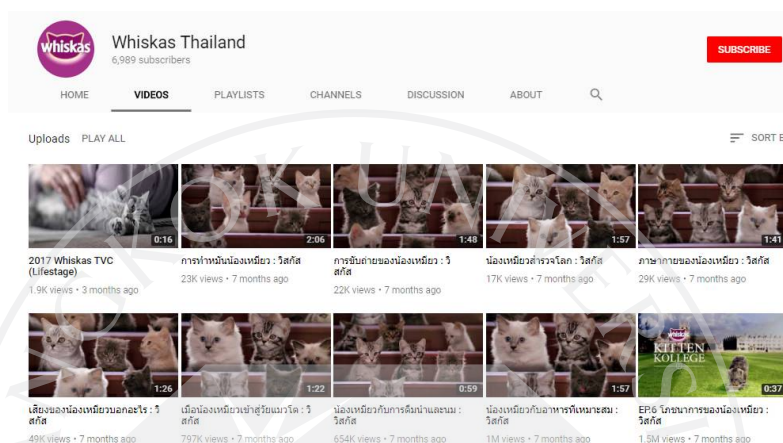 whiskas
Whiskas Thailand
6,989 subscribers
SUBSCRIBE
HOME VIDEOS PLAYLISTS CHANNELS DISCUSSION ABOUT
Uploads PLAY ALL
SORT B
0:16 2:06 1:48 1:57 1:41
2017 Whiskas TVC
(Lifestage)
1.9K views • 3 months ago
การทำหมันน้องเหมียว : วิสกัส
23K views • 7 months ago
การขับถ่ายของน้องเหมียว : วิ
สกัส
22K views • 7 months ago
น้องเหมียวสำรวจโลก : วิสกัส
17K views • 7 months ago
ภาษากายของน้องเหมียว : วิสกัส
29K views • 7 months ago
whiskas
KITTEN
KOLLEGE
1:26 1:22 0:59 1:57 0:37
เสียงของน้องเหมียวบอกอะไร : วิ
สกัส
49K views • 7 months ago
เมื่อน้องเหมียวเข้าสู่วัยแมวโต : วิ
สกัส
797K views • 7 months ago
น้องเหมียวกับการดื่มน้ำและนม :
วิสกัส
654K views • 7 months ago
น้องเหมียวกับอาหารที่เหมาะสม :
วิสกัส
1M views • 7 months ago
EP.6 โภชนาการของน้องเหมียว :
วิสกัส
1.5M views • 7 months ago